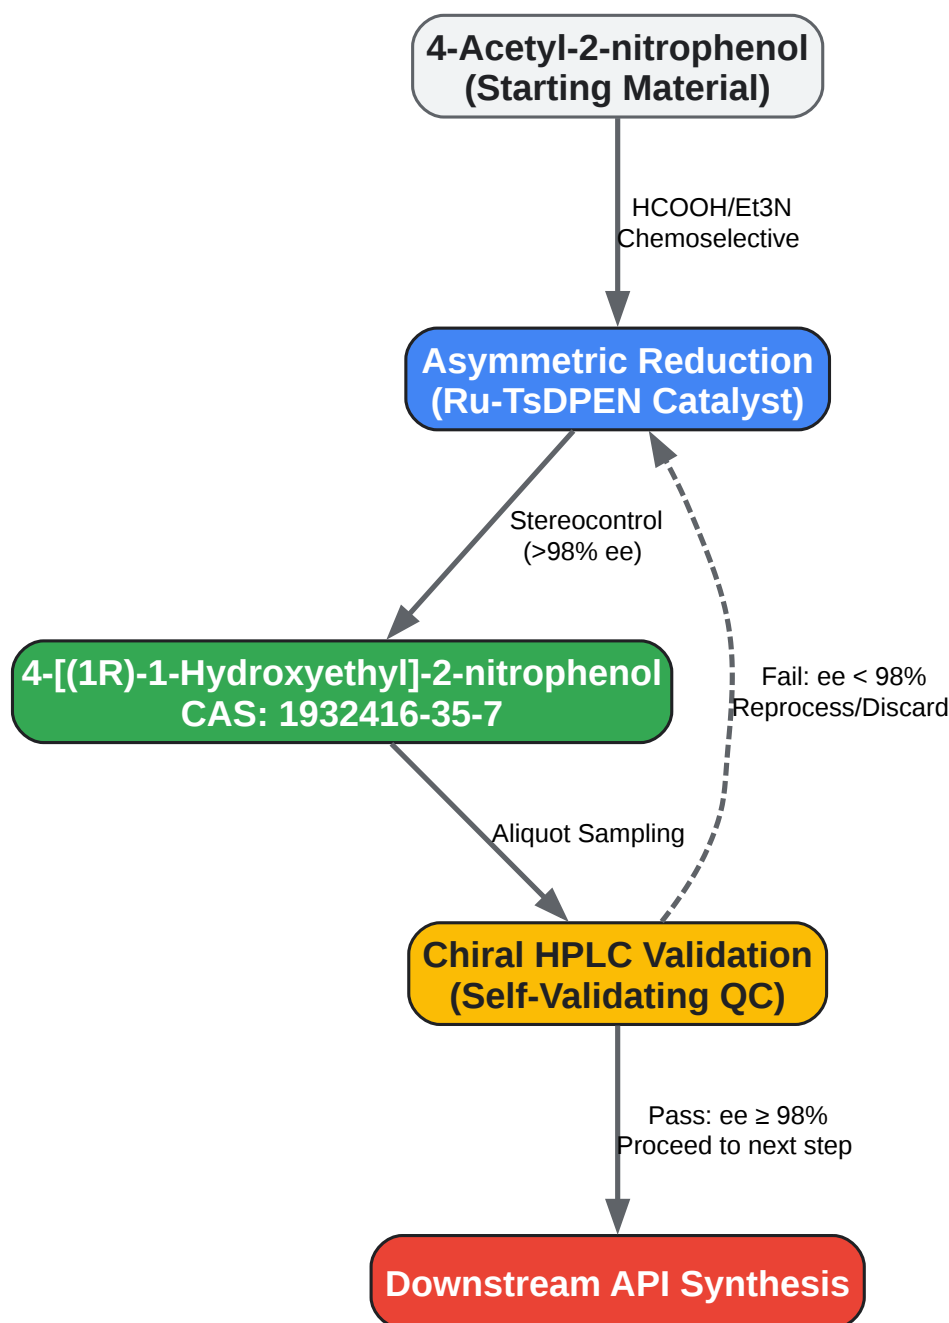 4-Acetyl-2-nitrophenol
(Starting Material)
HCOOH/Et3N
Chemoselective
Asymmetric Reduction
(Ru-TsDPEN Catalyst)
Stereocontrol
(>98% ee)
4-[(1R)-1-Hydroxyethyl]-2-nitrophenol
CAS: 1932416-35-7
Fail: ee < 98%
Reprocess/Discard
Aliquot Sampling
Chiral HPLC Validation
(Self-Validating QC)
Pass: ee ≥ 98%
Proceed to next step
Downstream API Synthesis